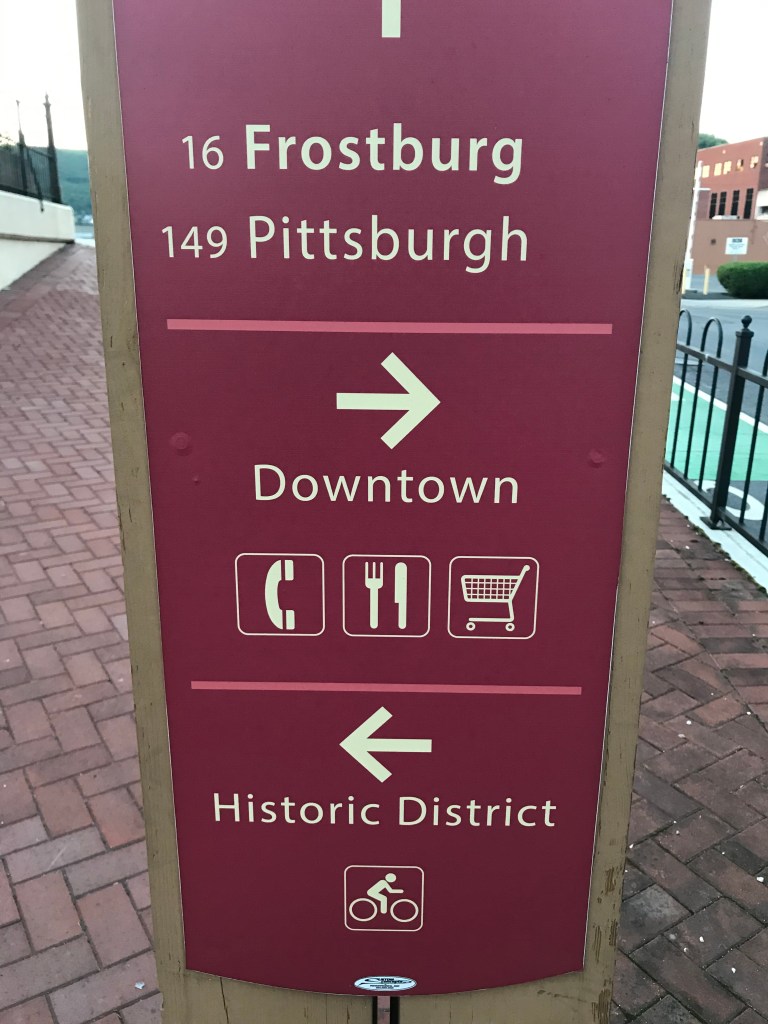 16 Frostburg
149 Pittsburgh
Downtown
Historic District